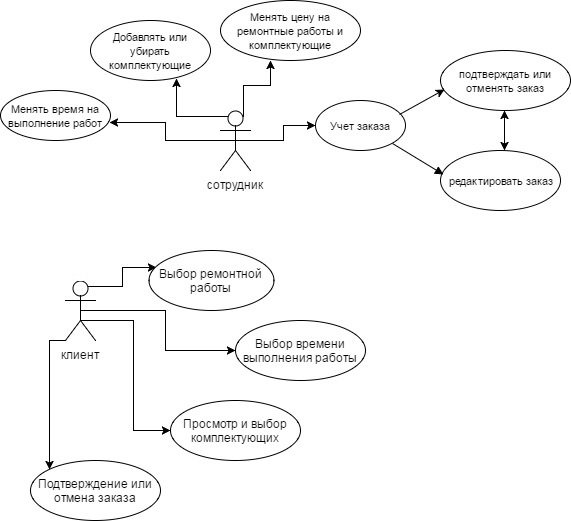 Менять цену на
ремонтные работы и
комплектующие
Добавлять или
убирать
комплектующие
подтверждать или
отменять заказ
Менять время на
выполнение работ
Учет заказа
сотрудник
редактировать заказ
Выбор ремонтной
работы
клиент
Выбор времени
выполнения работы
Просмотр и выбор
комплектующих
Подтверждение или
отмена заказа